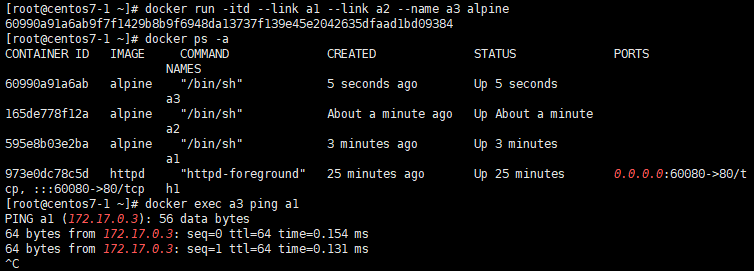 [root@centos7-1 ~]# docker run -itd --link a1 --link a2 --name a3 alpine
60990a91a6ab9f7f1429b8b9f6948da13737f139e45e2042635dfaad1bd09384
[root@centos7-1 ~]# docker ps -a
CONTAINER ID   IMAGE     COMMAND              CREATED              STATUS              PORTS
                         NAMES
60990a91a6ab   alpine    "/bin/sh"            5 seconds ago        Up 5 seconds
                         a3
165de778f12a   alpine    "/bin/sh"            About a minute ago   Up About a minute
                         a2
595e8b03e2ba   alpine    "/bin/sh"            3 minutes ago        Up 3 minutes
                         a1
973e0dc78c5d   httpd     "httpd-foreground"   25 minutes ago       Up 25 minutes       0.0.0.0:60080->80/t
cp, :::60080->80/tcp   h1
[root@centos7-1 ~]# docker exec a3 ping a1
PING a1 (172.17.0.3): 56 data bytes
64 bytes from 172.17.0.3: seq=0 ttl=64 time=0.154 ms
64 bytes from 172.17.0.3: seq=1 ttl=64 time=0.131 ms
^C